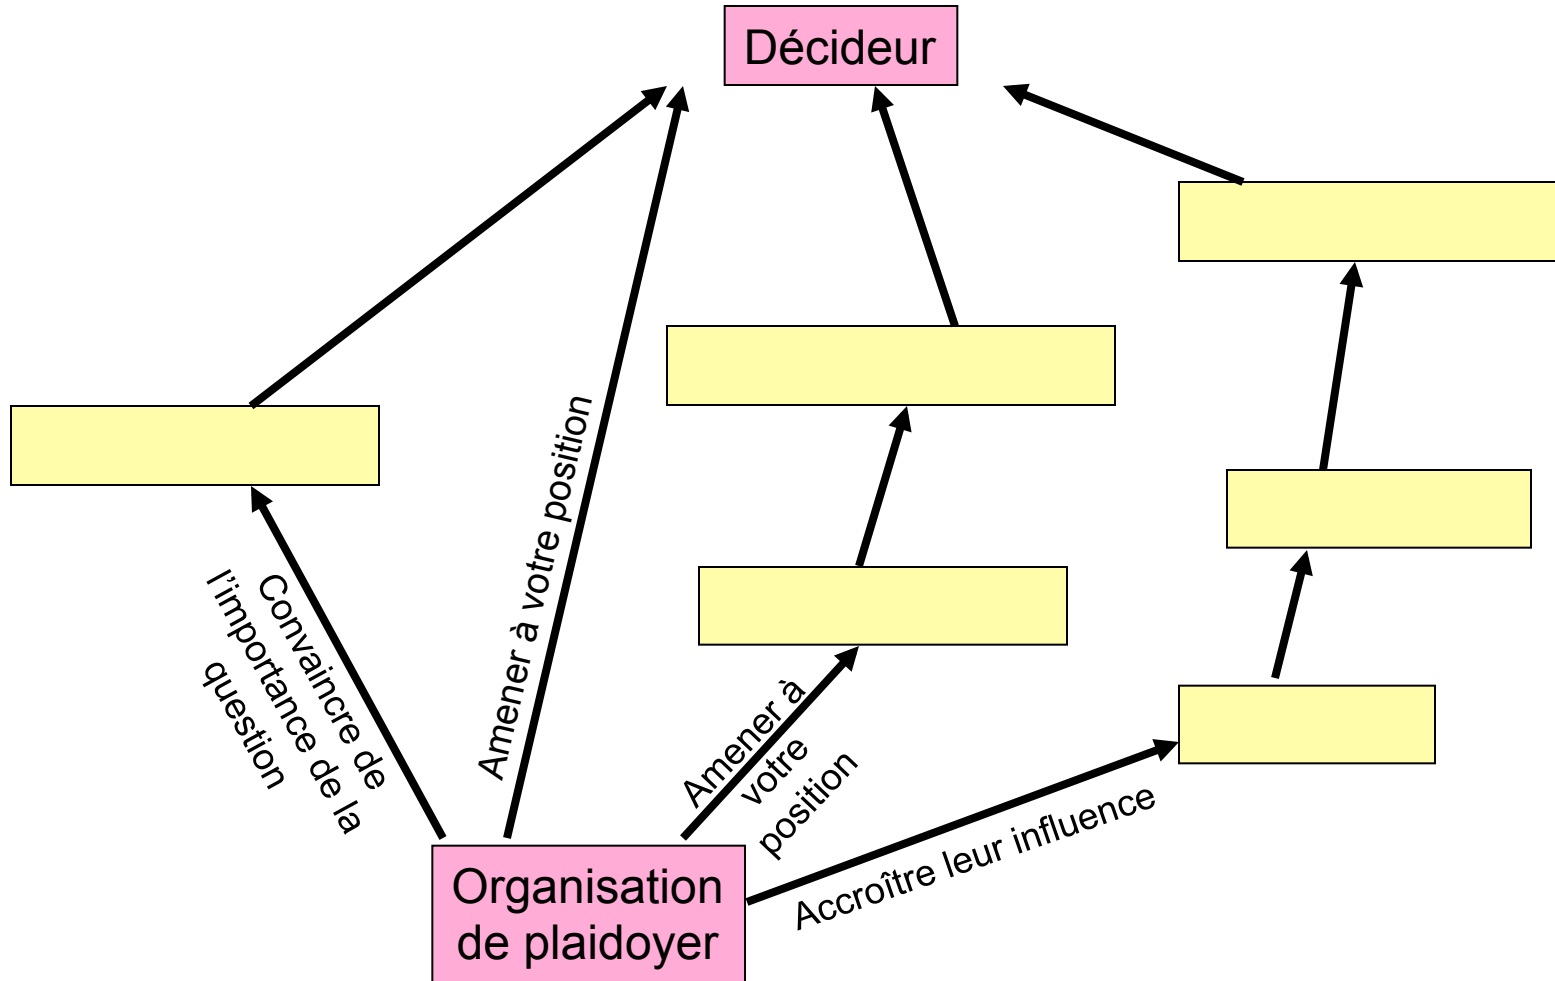 Décideur
Amener à votre position
Convaincre de
l’importance de la
question
Amener à
votre
position
Accroître leur influence
Organisation
de plaidoyer